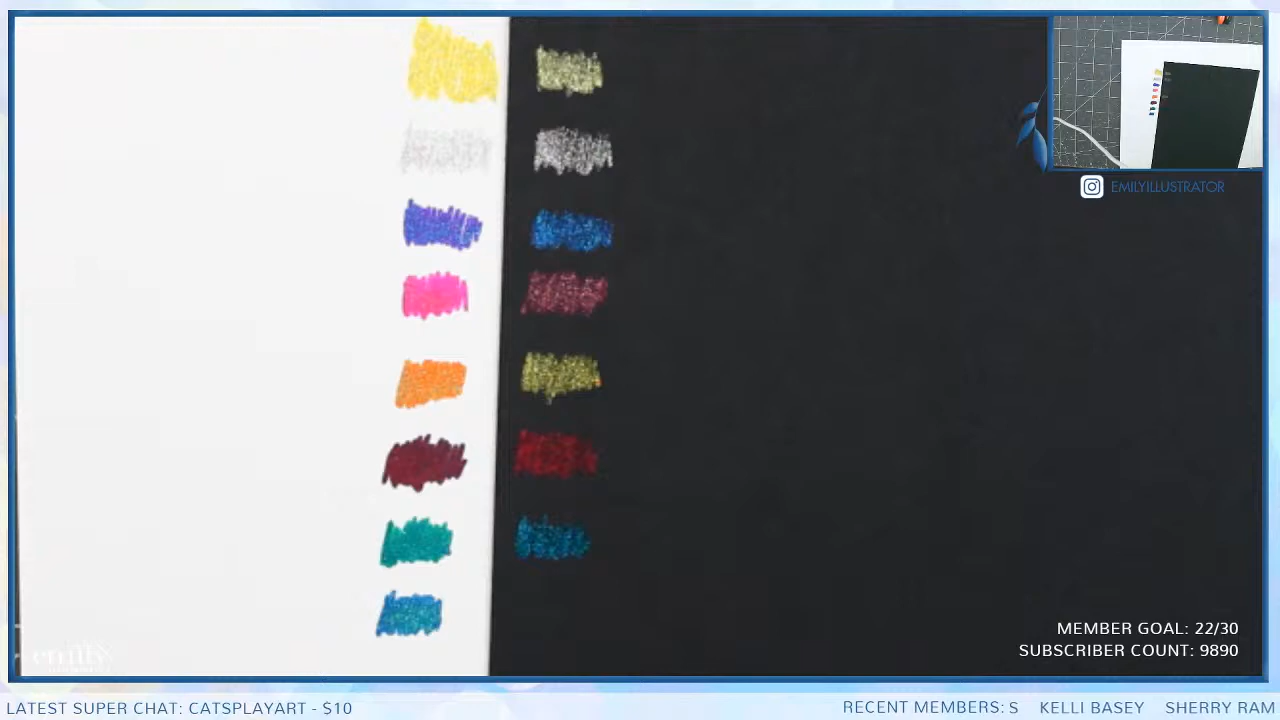 EMILYILLUSTRATOR
MEMBER GOAL: 22/30
SUBSCRIBER COUNT: 9890
LATEST SUPER CHAT: CATSPLAYART - $10
RECENT MEMBERS: S KELLI BASEY SHERRY RAM